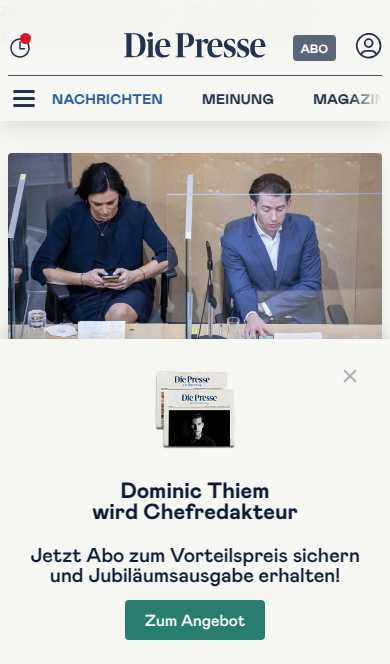 Die Presse
ABO
NACHRICHTEN MEINUNG MAGAZIN
Die Presse
Die Presse
Dominic Thiem
wird Chefredakteur
Jetzt Abo zum Vorteilspreis sichern
und Jubiläumsausgabe erhalten!
Zum Angebot